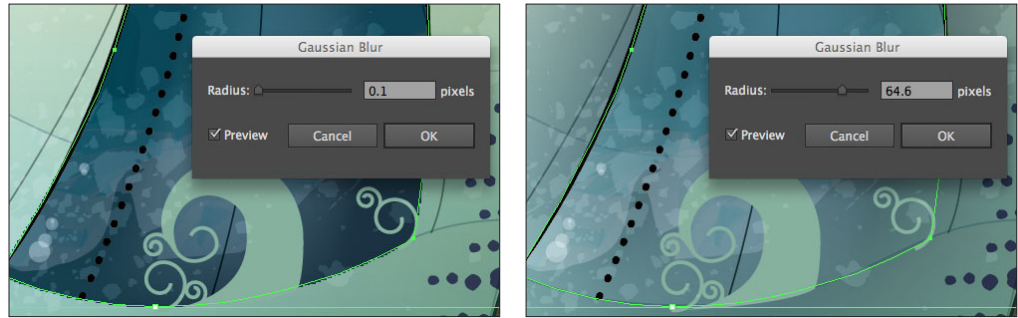 Gaussian Blur
Radius: 0.1 pixels
Preview Cancel OK
Gaussian Blur
Radius: 64.6 pixels
Preview Cancel OK